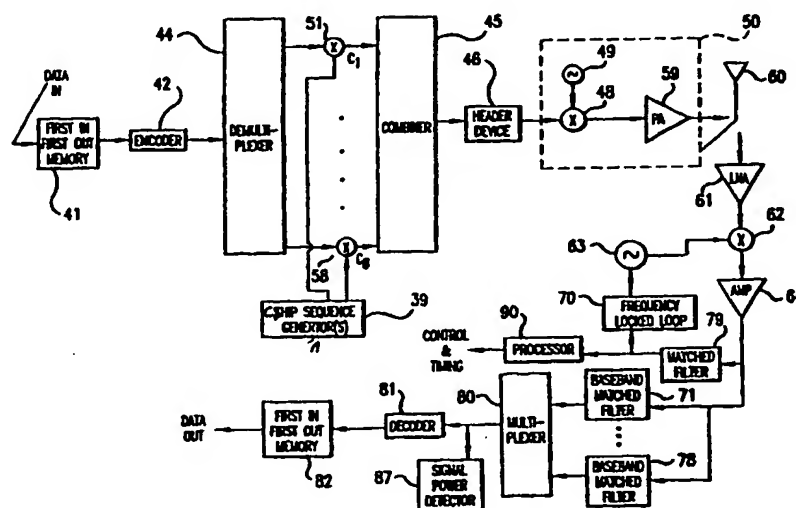 44
51
45
50
DATA
IN
42
X
C1
46
49
60
FIRST IN
FIRST OUT
MEMORY
ENCODER
DEMULTI-
PLEXER
COMBINER
HEADER
DEVICE
X
48
59
PA
41
61
LNA
58
X
C8
63
62
X
CSHIP SEQUENCE
GENERTOR(S)
39
70
FREQUENCY
LOCKED LOOP
AMP
6
79
CONTROL
&
TIMING
90
PROCESSOR
MATCHED
FILTER
80
BASEBAND
MATCHED
FILTER
71
DATA
OUT
FIRST IN
FIRST OUT
MEMORY
81
DECODER
MULTI-
PLEXER
82
87
SIGNAL
POWER
DETECTOR
BASEBAND
MATCHED
FILTER
78